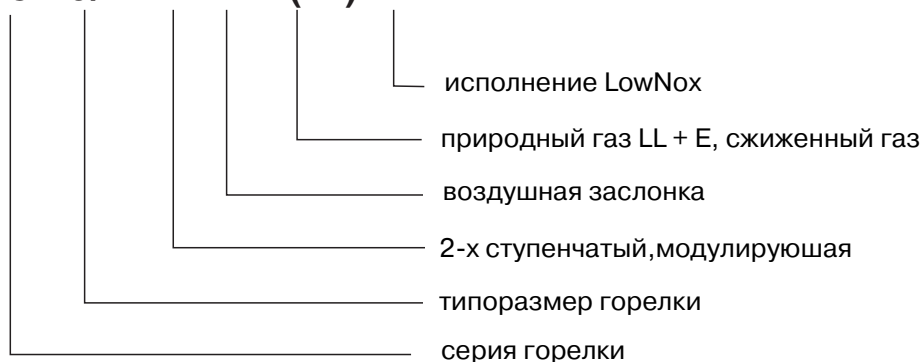 исполнение LowNox
природный газ LL + E, сжиженный газ
воздушная заслонка
2-х ступенчатый,модулируюшая
типоразмер горелки
серия горелки